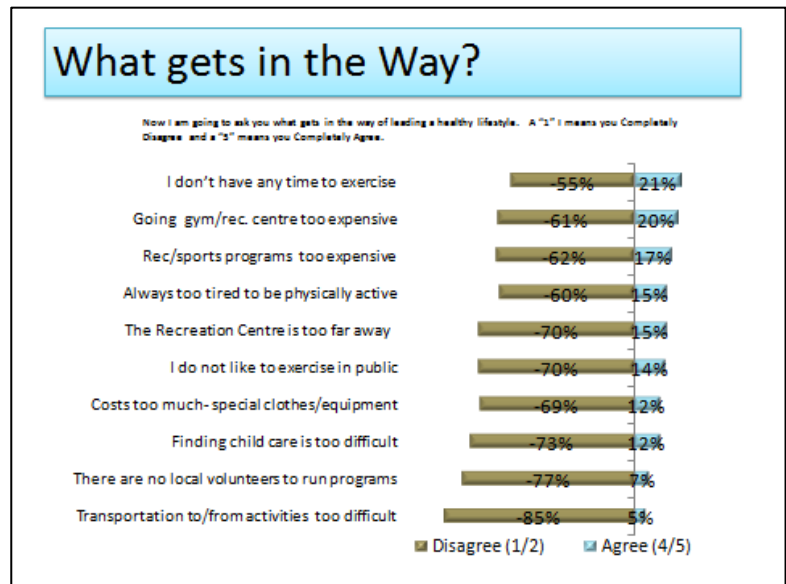 What gets in the Way?
Now I am going to ask you what gets in the way of leading a healthy lifestyle. A "1" I means you Completely
Disagree and a "5" means you Completely Agree.
I don't have any time to exercise -55% 21%
Going gym/rec. centre too expensive -61% 20%
Rec/sports programs too expensive -62% 17%
Always too tired to be physically active -60% 15%
The Recreation Centre is too far away -70% 15%
I do not like to exercise in public -70% 14%
Costs too much- special clothes/equipment -69% 12%
Finding child care is too difficult -73% 12%
There are no local volunteers to run programs -77% 7%
Transportation to/from activities too difficult -85% 5%
Disagree (1/2) Agree (4/5)